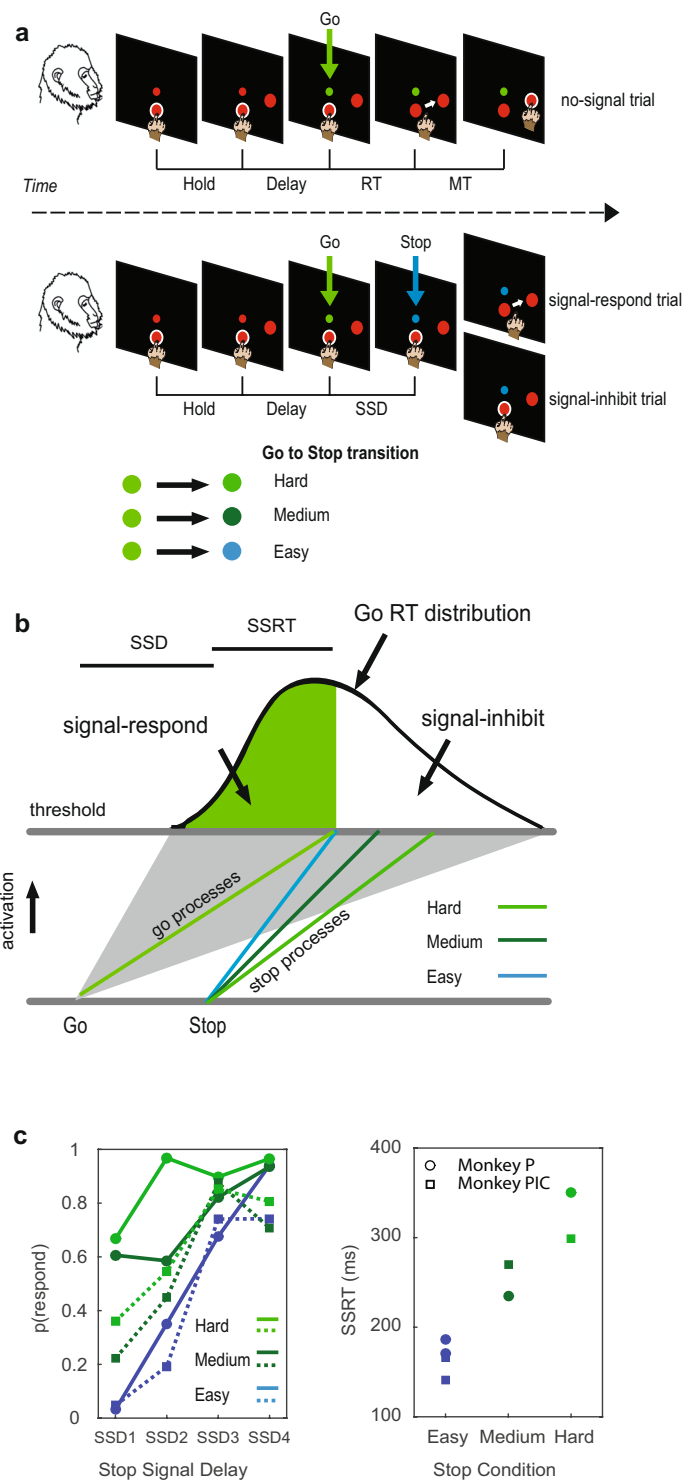 a
Go
no-signal trial
Hold Delay RT MT
Time
Go Stop
signal-respond trial
signal-inhibit trial
Hold Delay SSD
Go to Stop transition
Hard
Medium
Easy
b
SSD SSRT Go RT distribution
signal-respond signal-inhibit
threshold
activation
go processes
stop processes
Hard
Medium
Easy
Go Stop
c
p(respond)
1
0.8
0.6
0.4
0.2
0
Hard
Medium
Easy
SSD1 SSD2 SSD3 SSD4
Stop Signal Delay
SSRT (ms)
400
300
200
100
Monkey P
Monkey PIC
Easy Medium Hard
Stop Condition